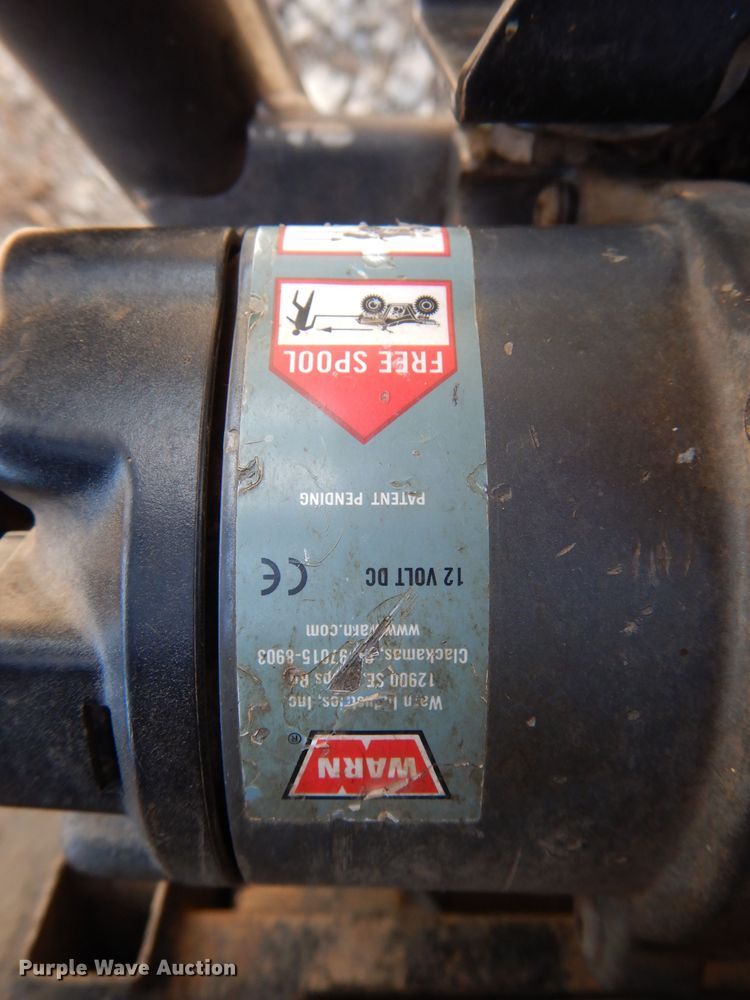 WARN
®
Warn Industries, Inc
12900 SE
Clackamas, 97015-8903
www.warn.com
12 VOLT DC CE
PATENT PENDING
FREE SPOOL
Purple Wave Auction